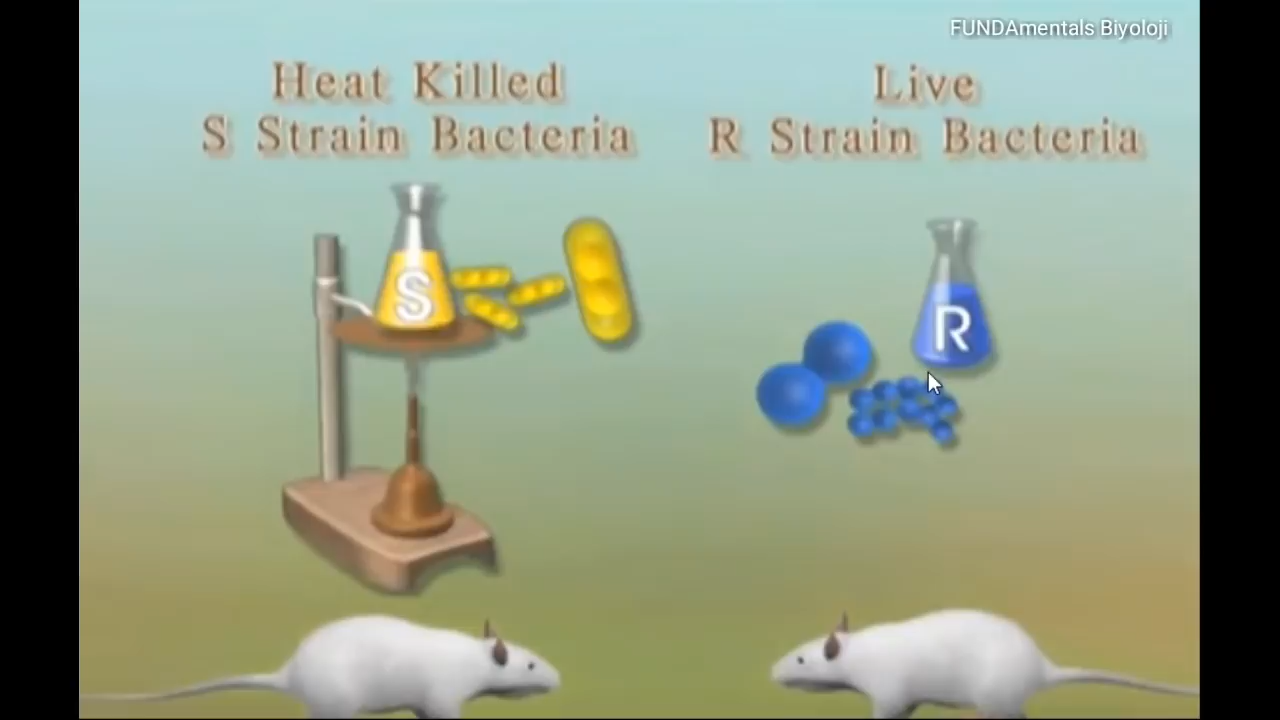 FUNDAmentals Biyoloji
Heat Killed
S Strain Bacteria
Live
R Strain Bacteria
S
R